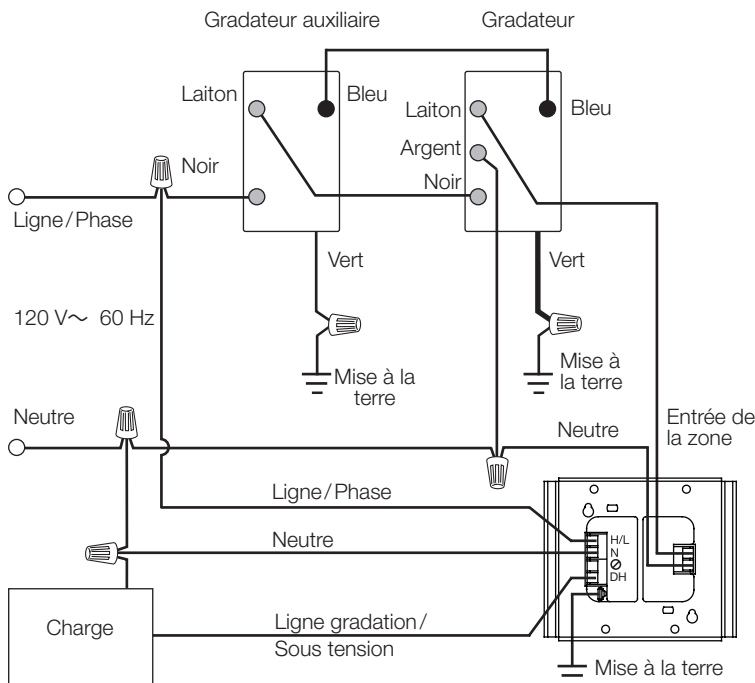 Gradateur auxiliaire
Gradateur
Laiton
Bleu
Laiton
Bleu
Argent
Noir
Noir
Ligne/Phase
Vert
Vert
120 V~ 60 Hz
Mise à la
terre
Mise à
la terre
Neutre
Neutre
Entrée de
la zone
Ligne/Phase
Neutre
H/L
N
DH
Charge
Ligne gradation/
Sous tension
Mise à la terre